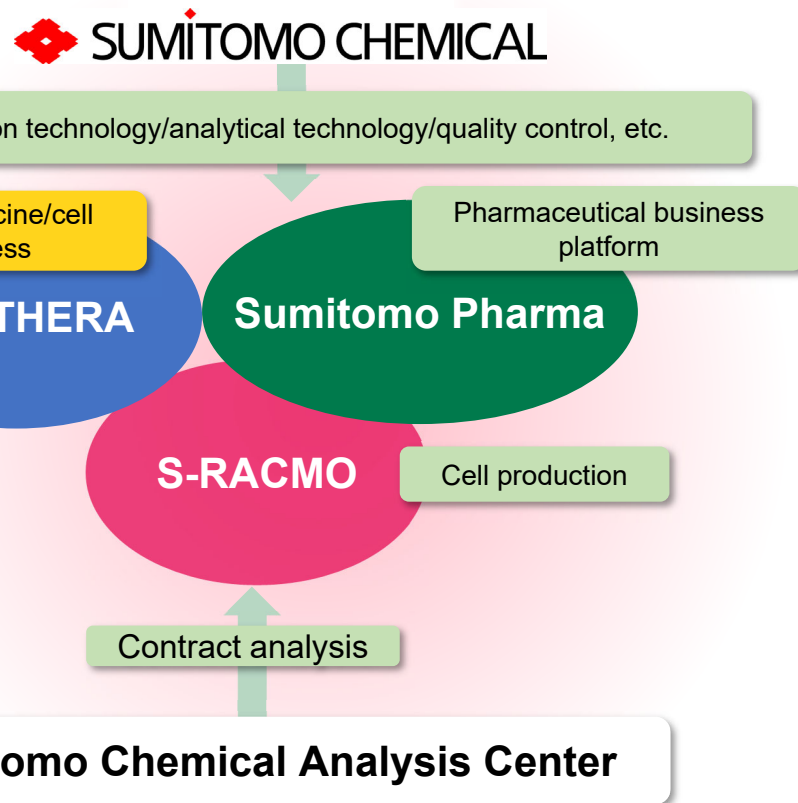 SUMITOMO CHEMICAL
on technology/analytical technology/quality control, etc.
cine/cell
ess
Pharmaceutical business
platform
THERA
Sumitomo Pharma
S-RACMO
Cell production
Contract analysis
omo Chemical Analysis Center